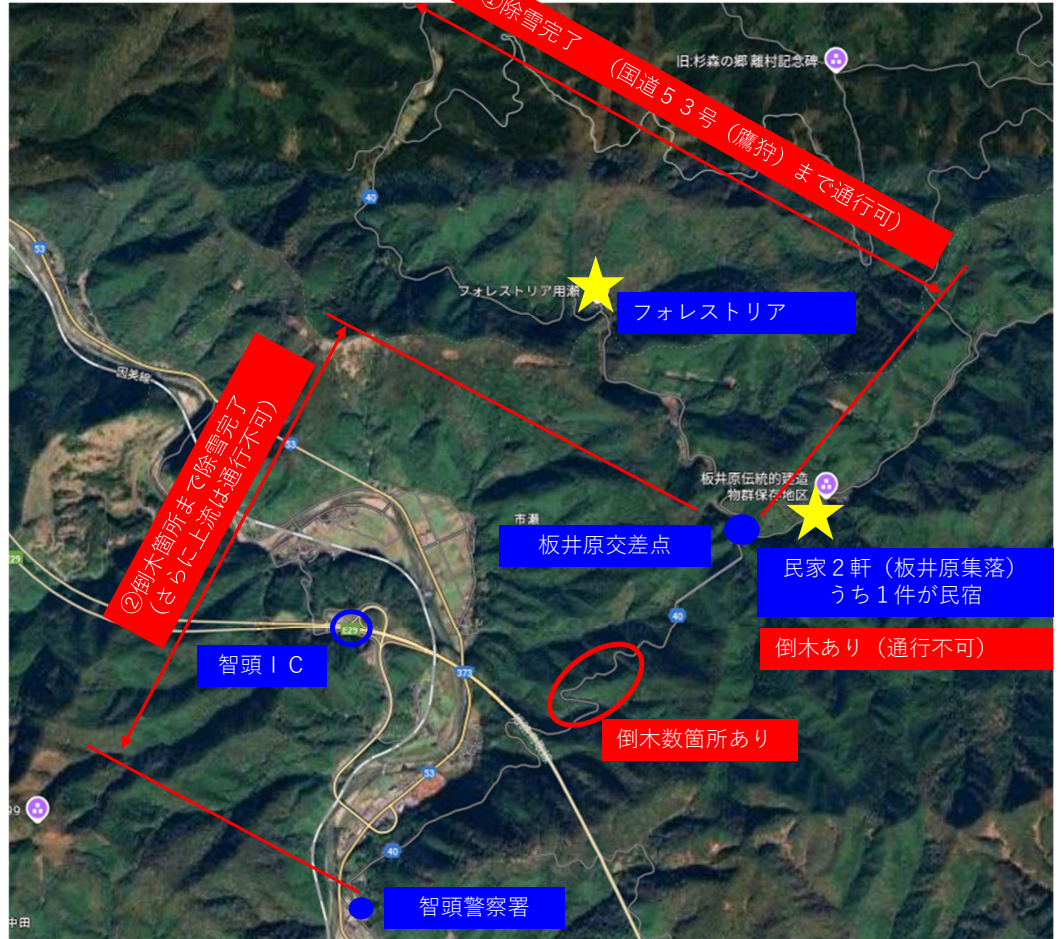 ①除雪完了　(国道５３号（鷹狩）まで通行可)
旧:杉森の郷 離村記念碑
40
53
フォレストリア用瀬
フォレストリア
因美線
②倒木箇所まで除雪完了
(さらに上流は通行不可)
53
板井原伝統的建造
物群保存地区
市瀬
板井原交差点
民家２軒（板井原集落）
うち１件が民宿
倒木あり（通行不可）
E29
40
E29
智頭ＩＣ
373
倒木数箇所あり
53
99
40
智頭警察署
中田